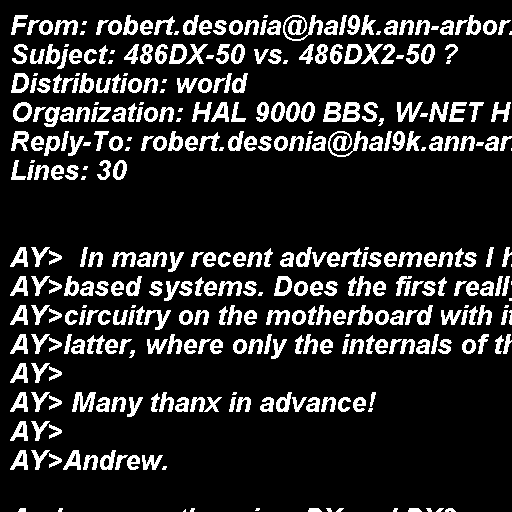 From: robert.desonia@hal9k.ann-arbor.
Subject: 486DX-50 vs. 486DX2-50 ?
Distribution: world
Organization: HAL 9000 BBS, W-NET H
Reply-To: robert.desonia@hal9k.ann-ar
Lines: 30
AY>  In many recent advertisements I h
AY>based systems. Does the first really
AY>circuitry on the motherboard with it
AY>latter, where only the internals of th
AY>
AY> Many thanx in advance!
AY>
AY>Andrew.